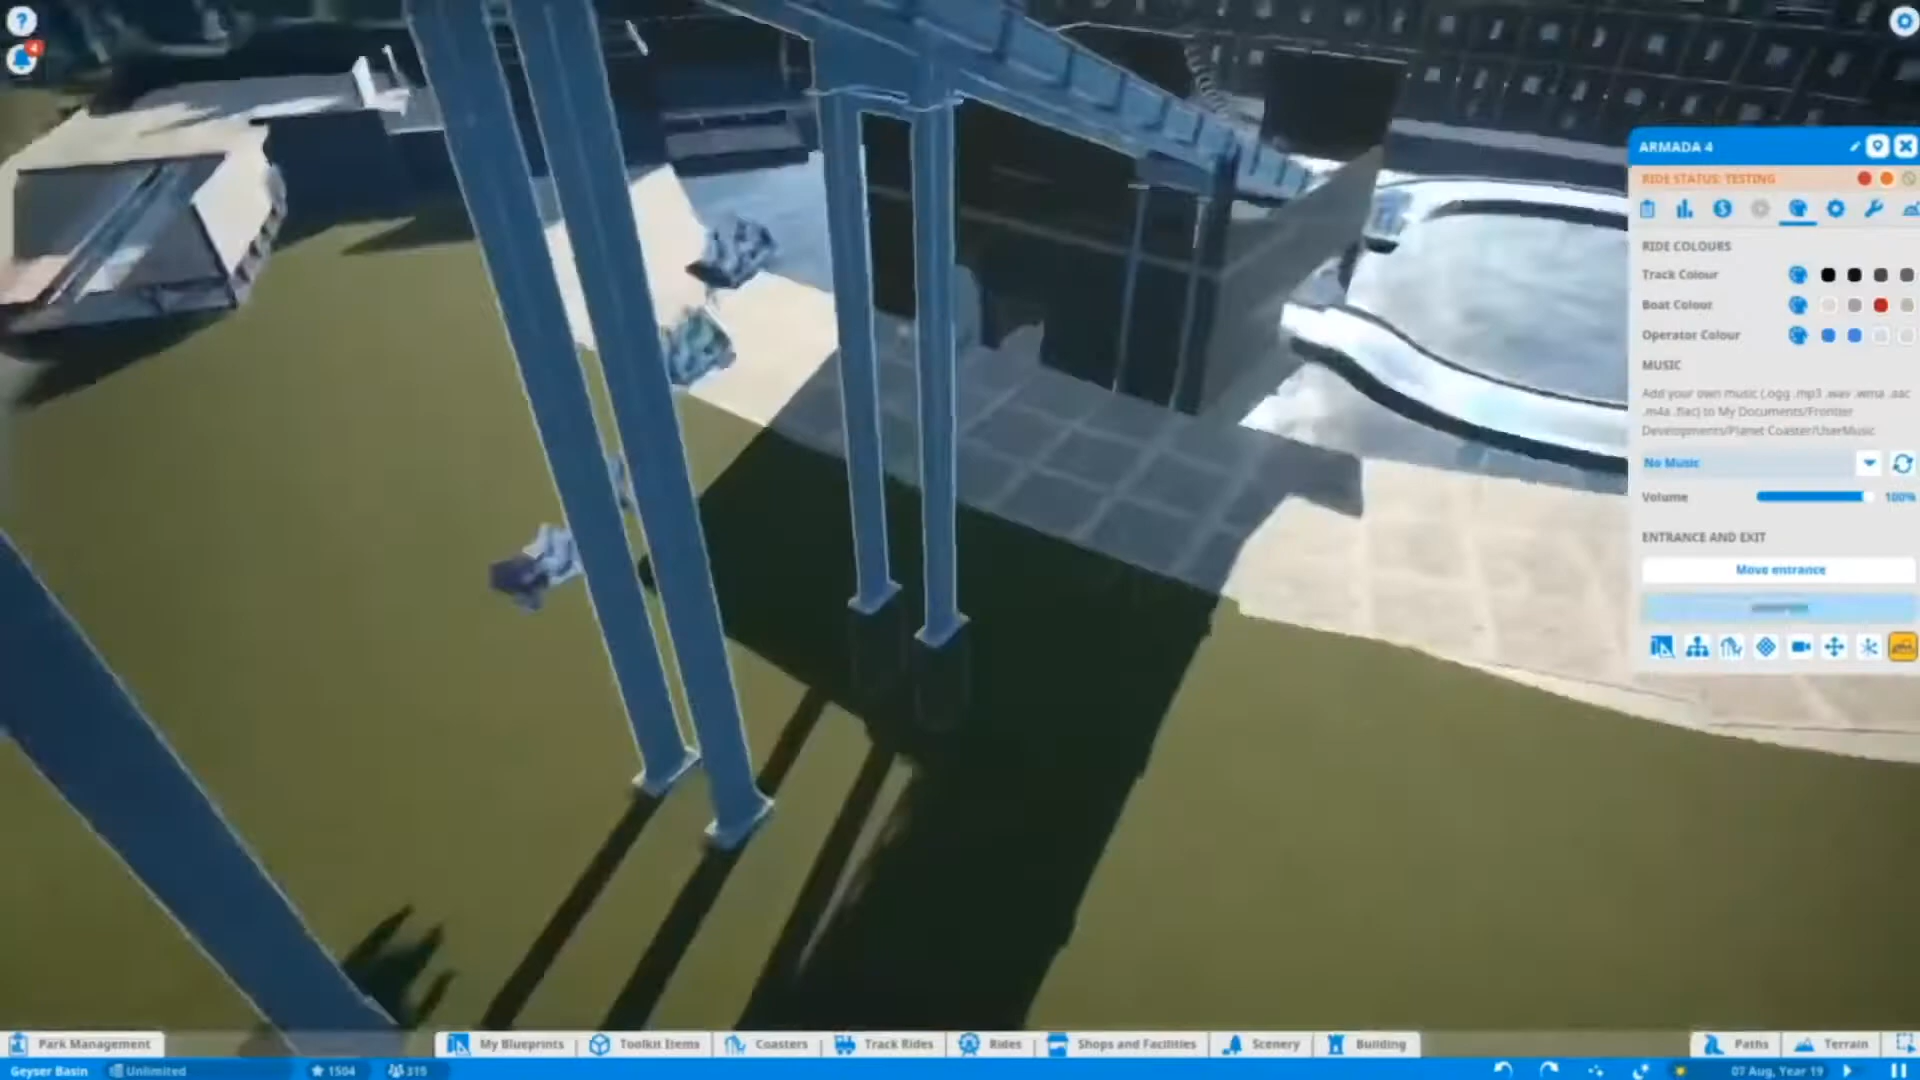 ?
4
ARMADA 4
RIDE STATUS: TESTING
RIDE COLOURS
Track Colour
Boat Colour
Operator Colour
MUSIC
Add your own music (.ogg .mp3 .wav .wma .aac
.m4a .flac) to My Documents/Frontier
Developments/Planet Coaster/UserMusic
No Music
Volume 100%
ENTRANCE AND EXIT
Move entrance
Park Management
My Blueprints
Toolkit Items
Coasters
Track Rides
Rides
Shops and Facilities
Scenery
Building
Paths
Terrain
Geyser Basin
Unlimited
1504
315
07 Aug, Year 19